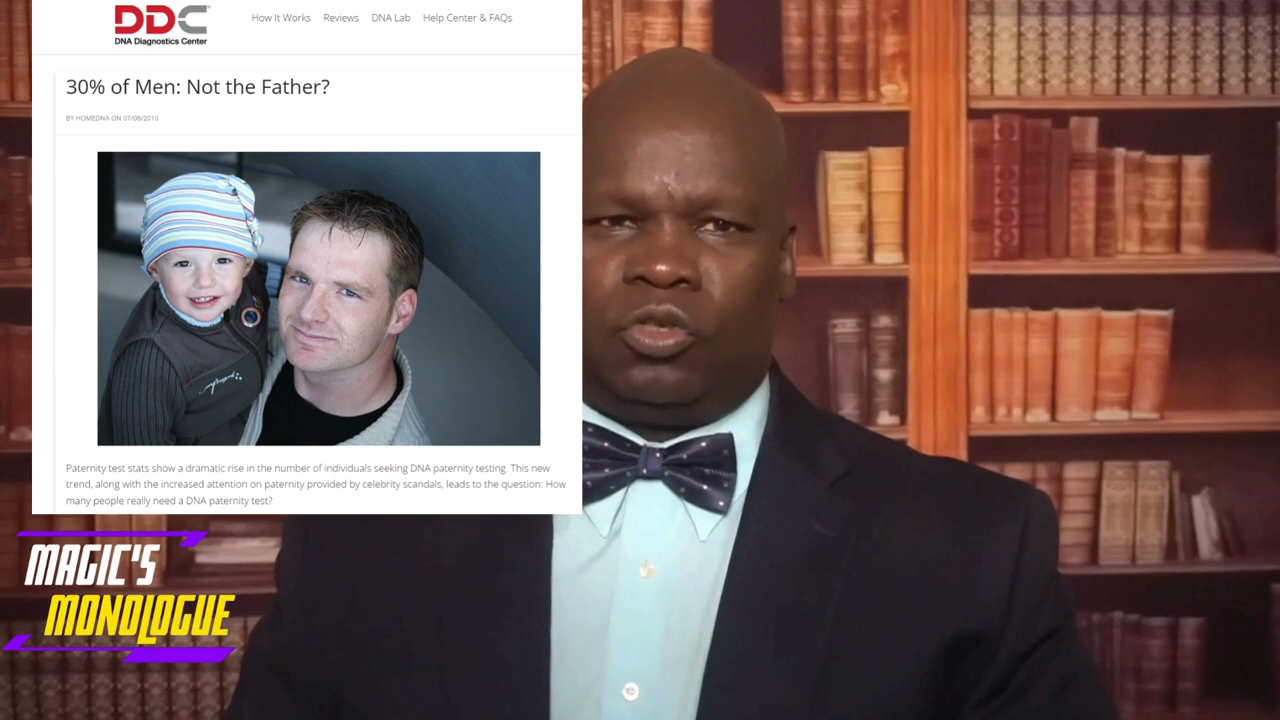 DDC
DNA Diagnostics Center
How It Works Reviews DNA Lab Help Center & FAQs
30% of Men: Not the Father?
BY HOMEDNA ON 07/08/2010
Paternity test stats show a dramatic rise in the number of individuals seeking DNA paternity testing. This new
trend, along with the increased attention on paternity provided by celebrity scandals, leads to the question: How
many people really need a DNA paternity test?
MAGIC'S
MONOLOGUE